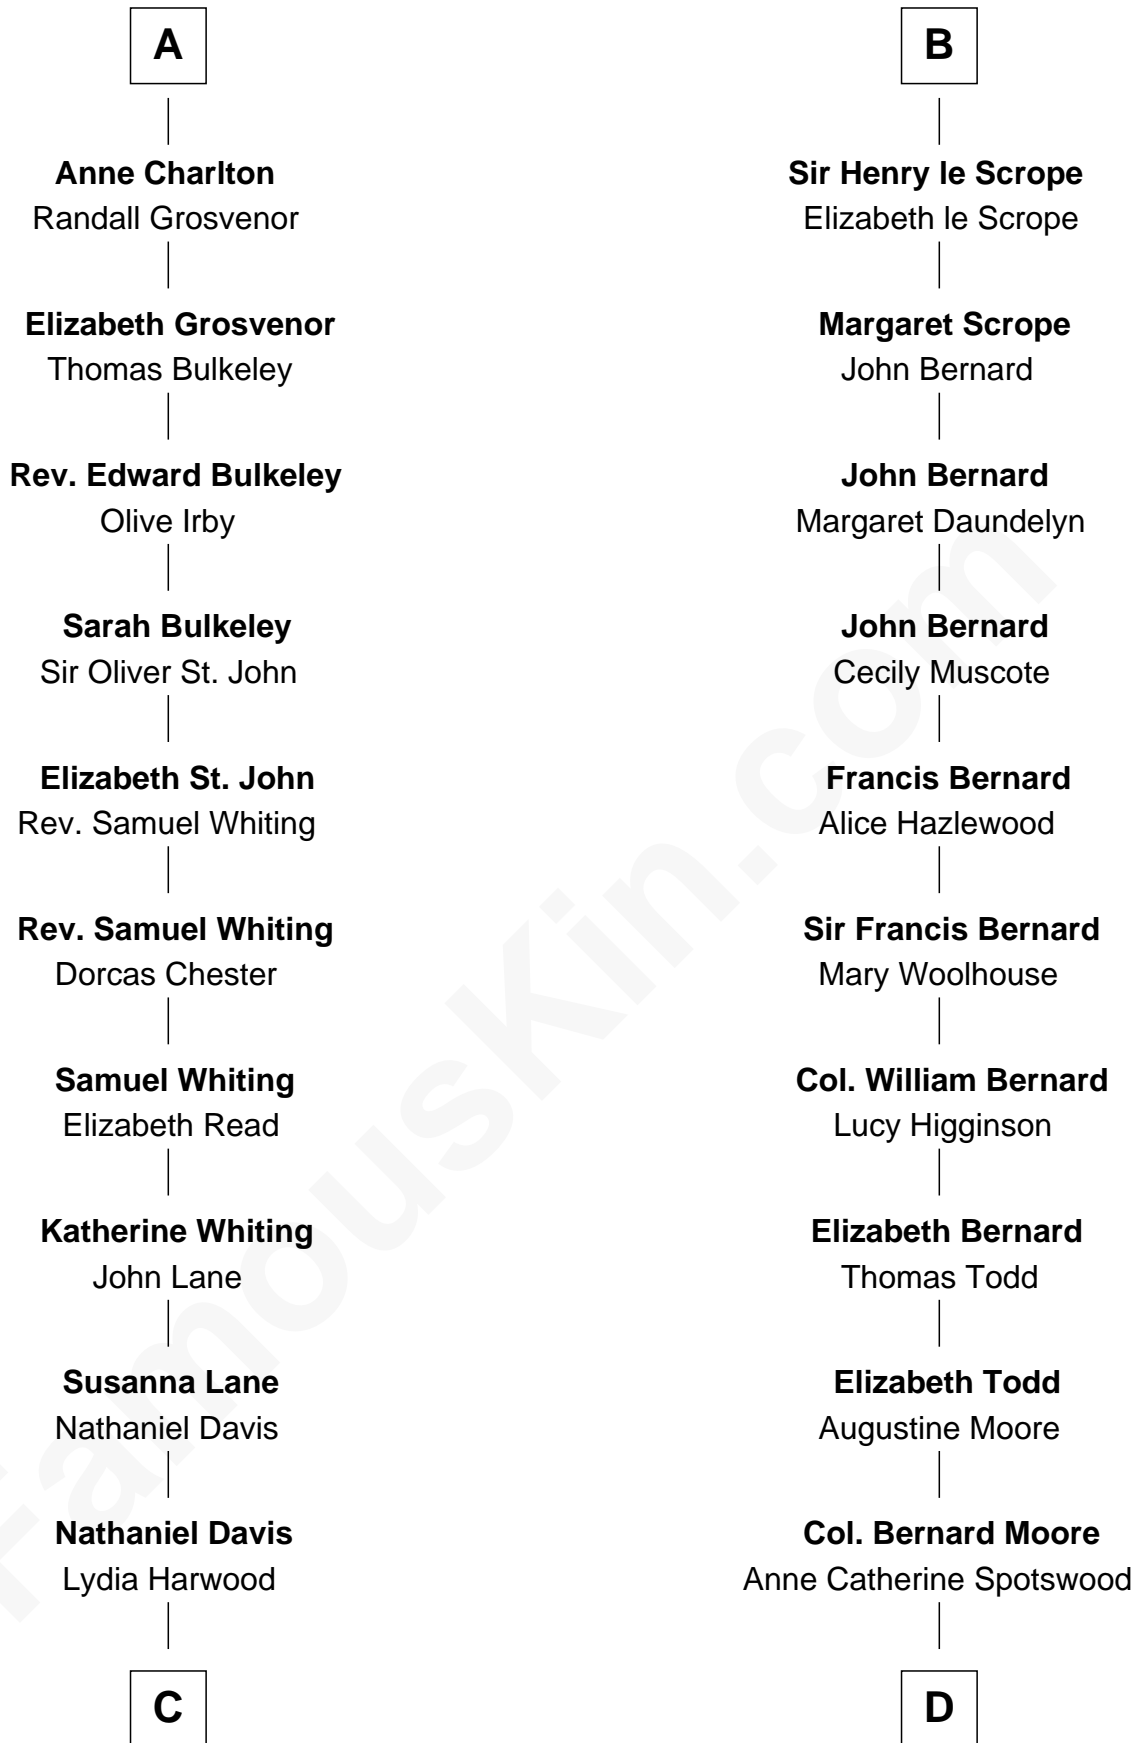 A
Anne Charlton
Randall Grosvenor
Elizabeth Grosvenor
Thomas Bulkeley
Rev. Edward Bulkeley
Olive Irby
Sarah Bulkeley
Sir Oliver St. John
Elizabeth St. John
Rev. Samuel Whiting
Rev. Samuel Whiting
Dorcas Chester
Samuel Whiting
Elizabeth Read
Katherine Whiting
John Lane
Susanna Lane
Nathaniel Davis
Nathaniel Davis
Lydia Harwood
C
B
Sir Henry le Scrope
Elizabeth le Scrope
Margaret Scrope
John Bernard
John Bernard
Margaret Daundelyn
John Bernard
Cecily Muscote
Francis Bernard
Alice Hazlewood
Sir Francis Bernard
Mary Woolhouse
Col. William Bernard
Lucy Higginson
Elizabeth Bernard
Thomas Todd
Elizabeth Todd
Augustine Moore
Col. Bernard Moore
Anne Catherine Spotswood
D
FamousKin.com